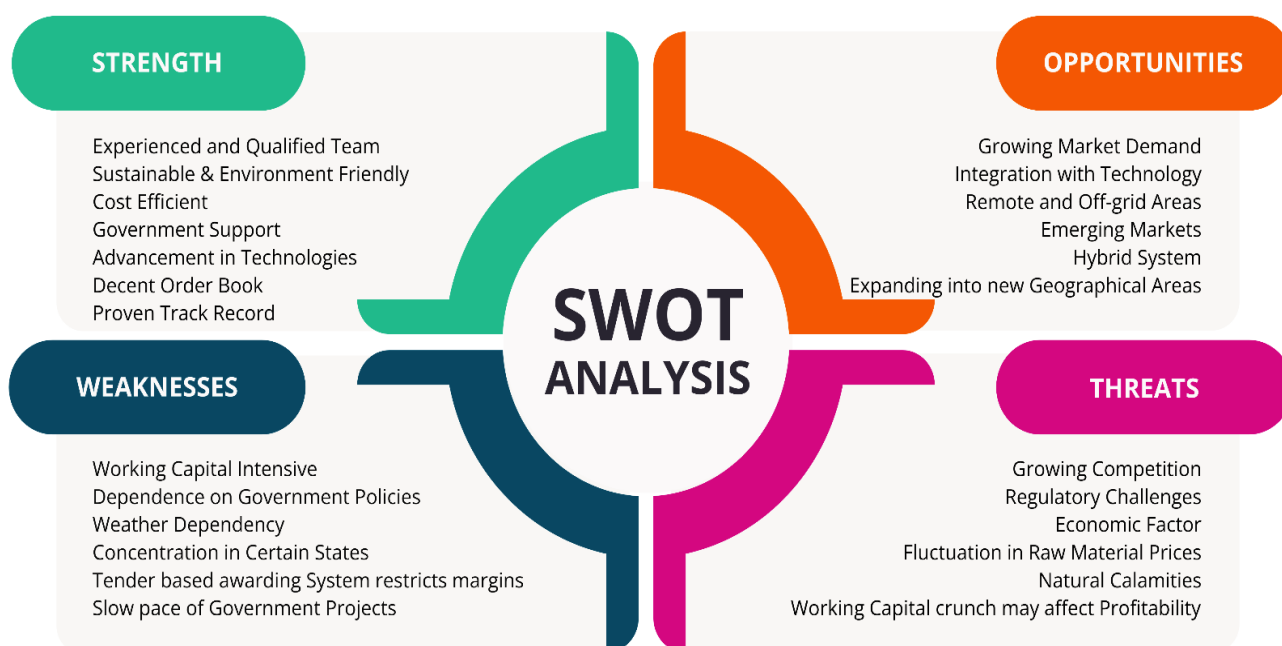 STRENGTH
Experienced and Qualified Team
Sustainable & Environment Friendly
Cost Efficient
Government Support
Advancement in Technologies
Decent Order Book
Proven Track Record
OPPORTUNITIES
Growing Market Demand
Integration with Technology
Remote and Off-grid Areas
Emerging Markets
Hybrid System
Expanding into new Geographical Areas
SWOT
ANALYSIS
WEAKNESSES
Working Capital Intensive
Dependence on Government Policies
Weather Dependency
Concentration in Certain States
Tender based awarding System restricts margins
Slow pace of Government Projects
THREATS
Growing Competition
Regulatory Challenges
Economic Factor
Fluctuation in Raw Material Prices
Natural Calamities
Working Capital crunch may affect Profitability